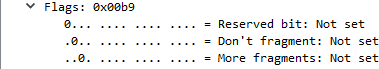 Flags: 0x00b9
0... .... .... .... = Reserved bit: Not set
.0.. .... .... .... = Don't fragment: Not set
..0. .... .... .... = More fragments: Not set